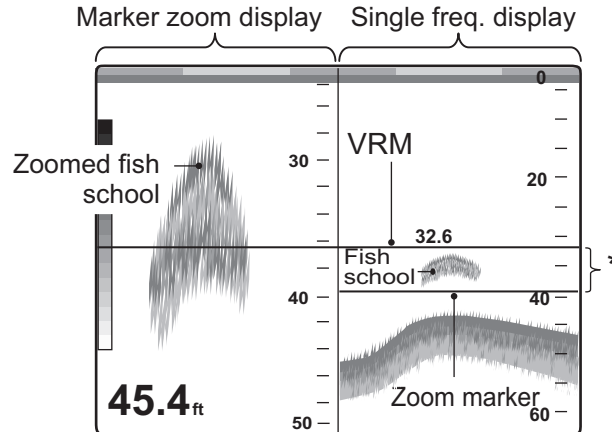 Marker zoom display
Single freq. display
0
Zoomed fish
school
30
VRM
20
32.6
Fish
school
*
40
40
Zoom marker
45.4ft
50
60